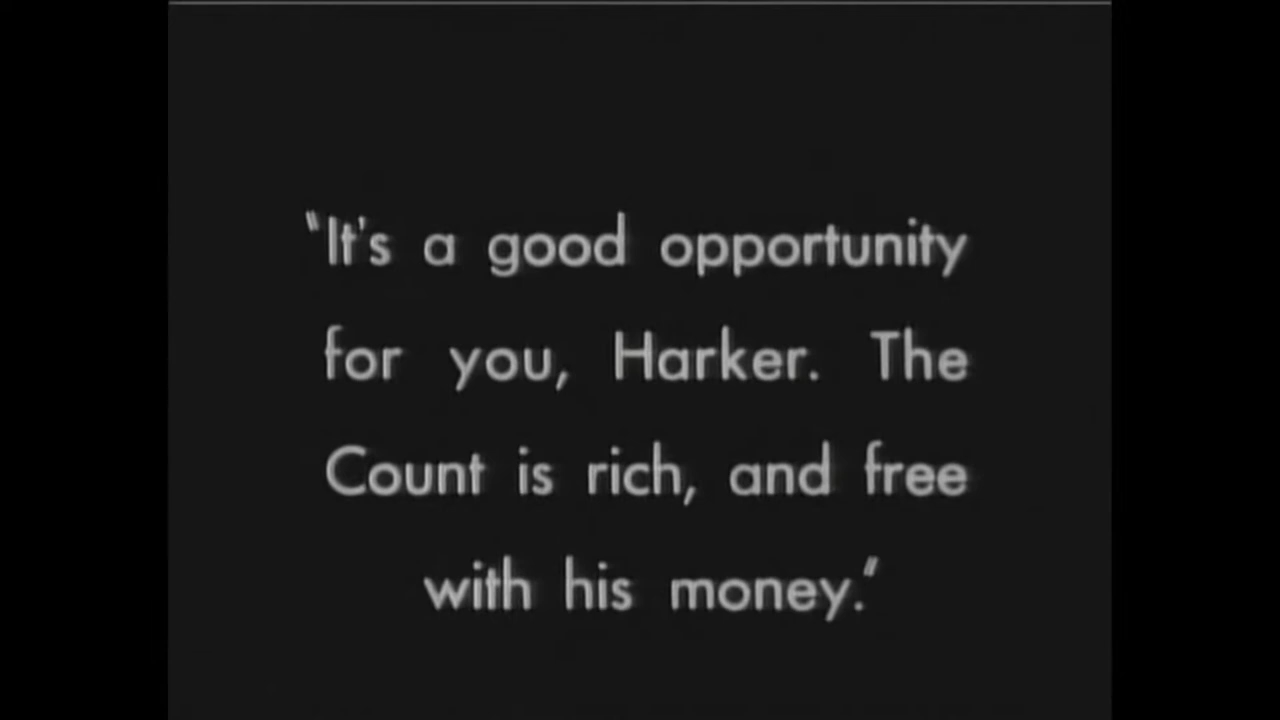 "It's a good opportunity
for you, Harker. The
Count is rich, and free
with his money."